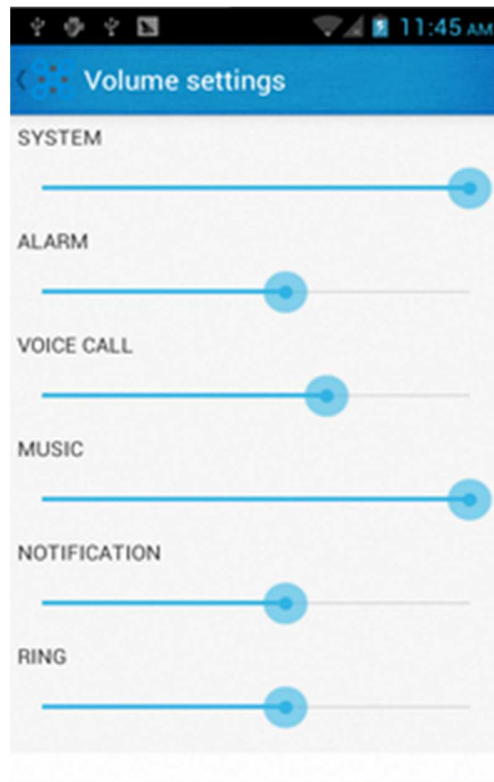 11:45 AM
Volume settings
SYSTEM
ALARM
VOICE CALL
MUSIC
NOTIFICATION
RING